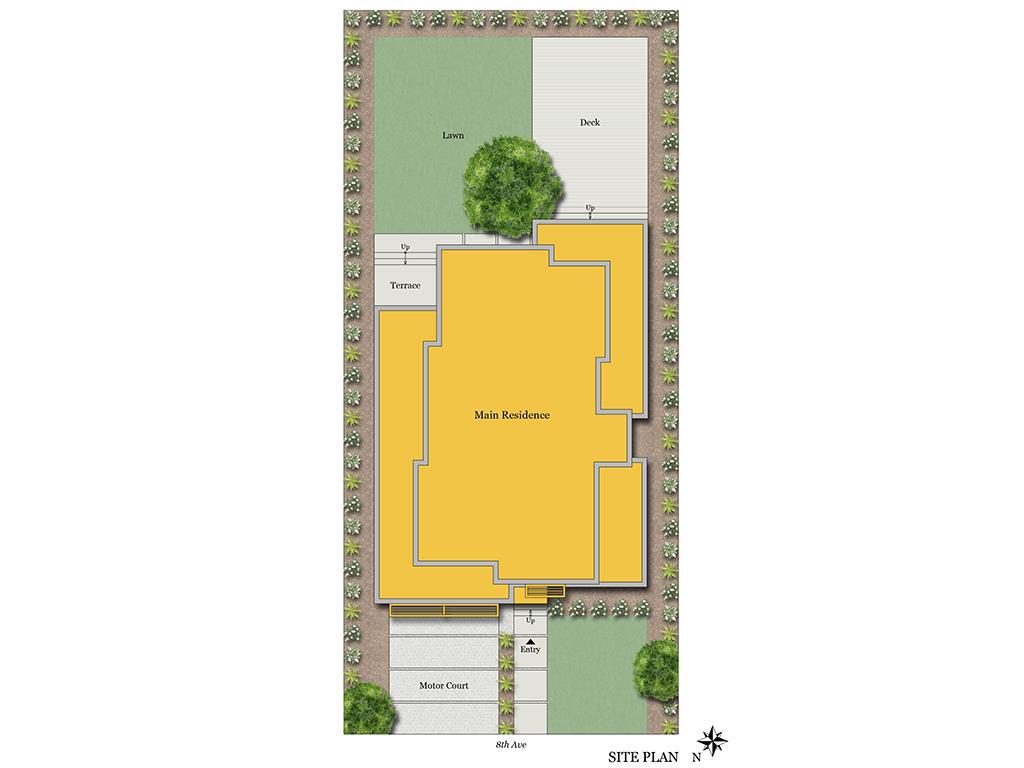 Deck
Lawn
Up
Up
Terrace
Main Residence
Up
Entry
Motor Court
8th Ave
SITE PLAN N